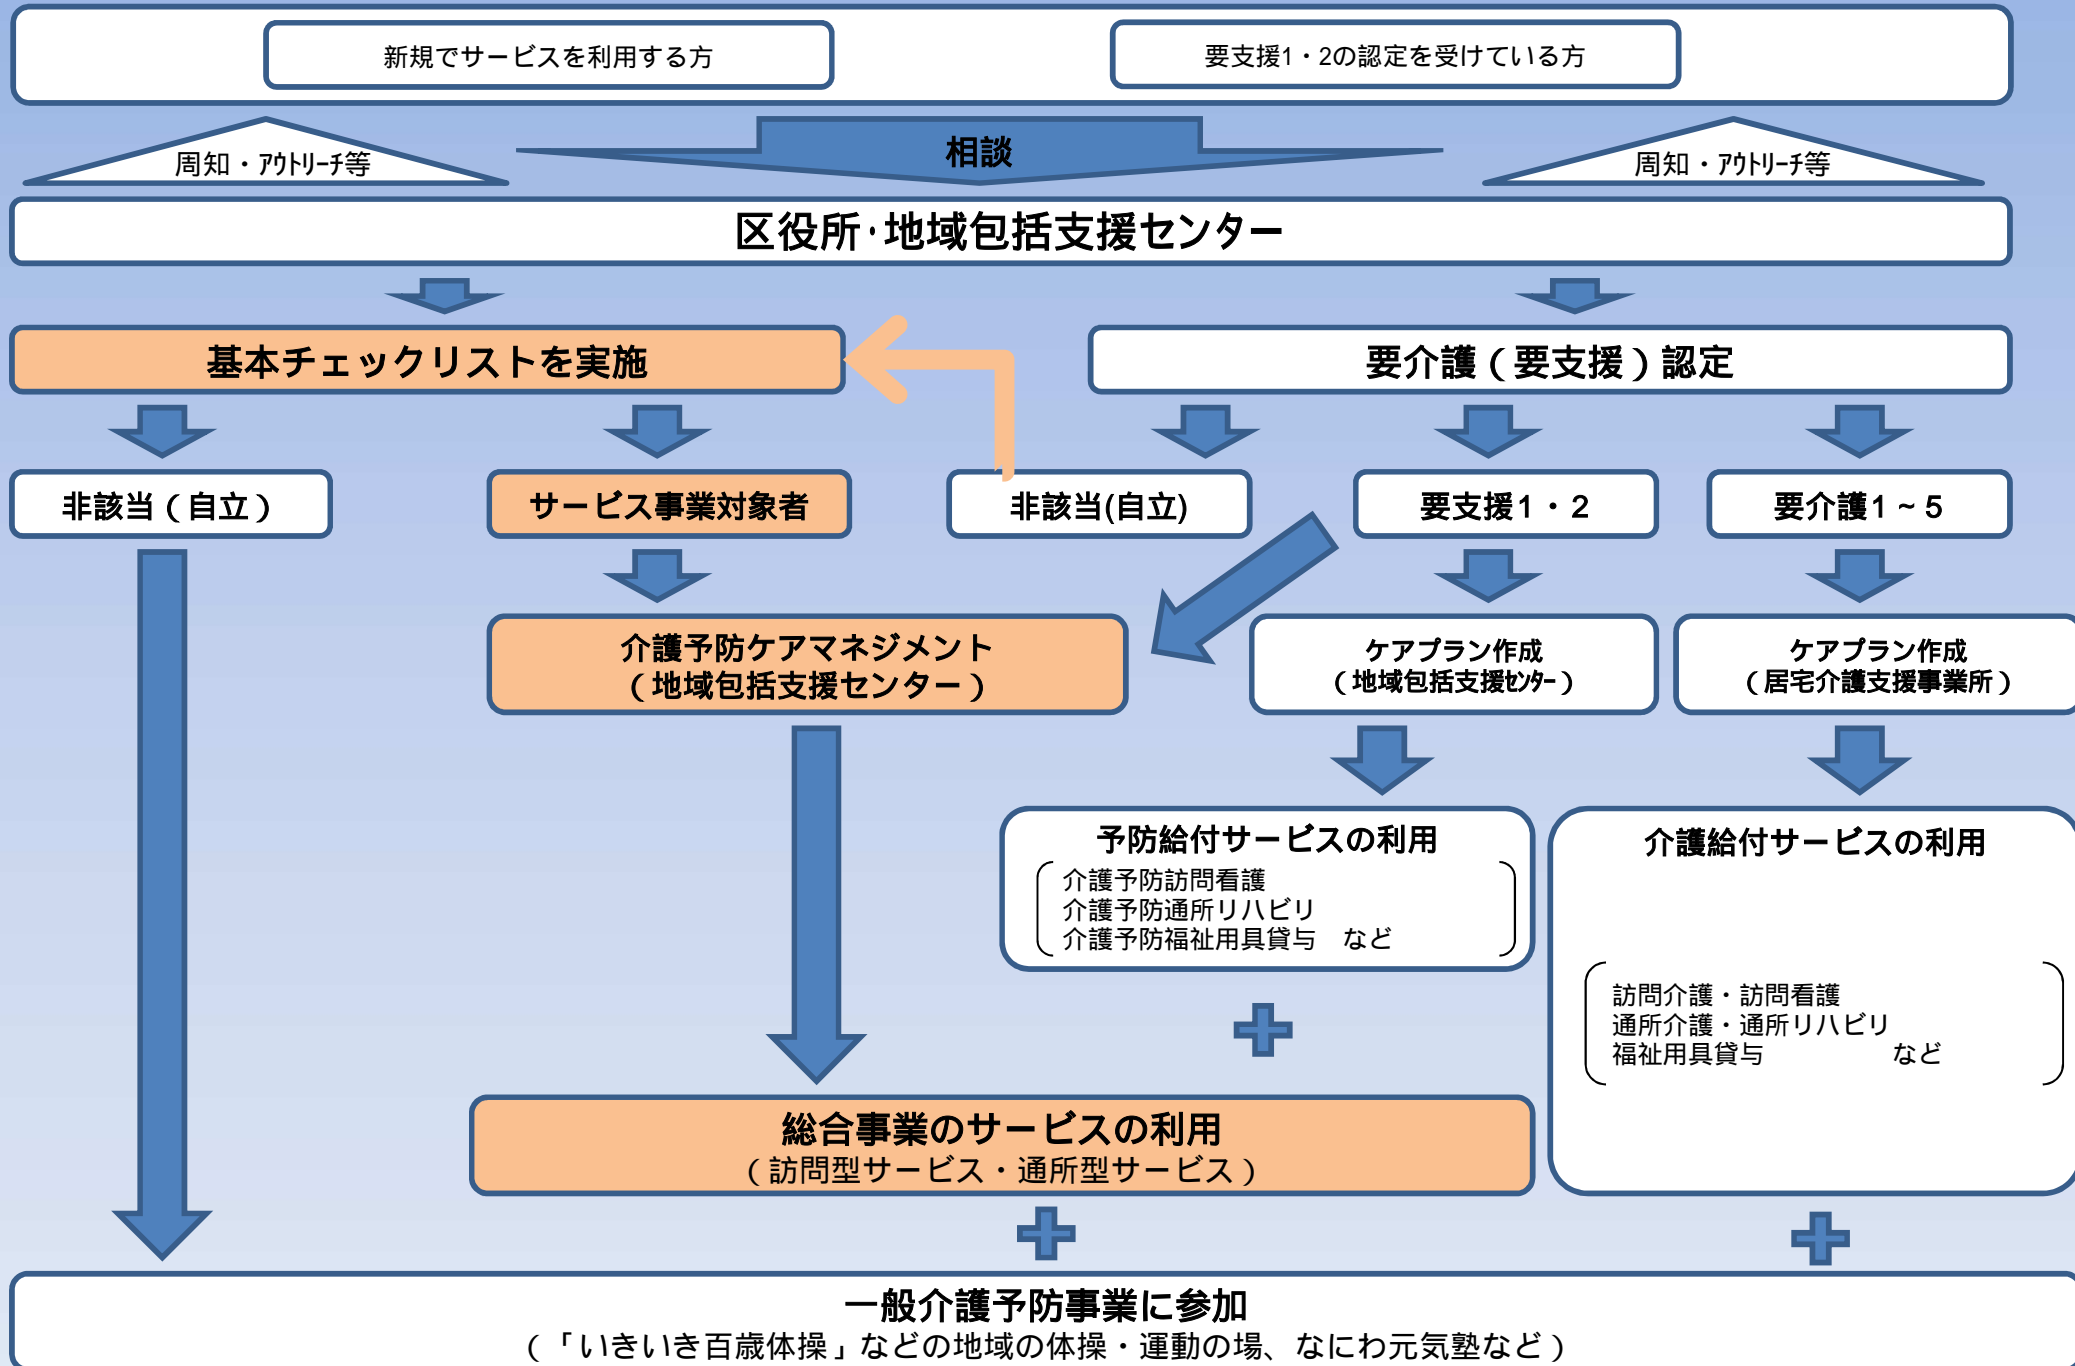 新規でサービスを利用する方
要支援1・2の認定を受けている方
周知・ｱｳﾄﾘｰﾁ等
相談
周知・ｱｳﾄﾘｰﾁ等
区役所・地域包括支援センター
基本チェックリストを実施
要介護（要支援）認定
非該当（自立）
サービス事業対象者
非該当(自立)
要支援1・2
要介護1~5
介護予防ケアマネジメント
（地域包括支援センター）
ケアプラン作成
（地域包括支援ｾﾝﾀｰ）
ケアプラン作成
（居宅介護支援事業所）
予防給付サービスの利用
介護予防訪問看護
介護予防通所リハビリ
介護予防福祉用具貸与　など
介護給付サービスの利用
訪問介護・訪問看護
通所介護・通所リハビリ
福祉用具貸与　　　　　など
総合事業のサービスの利用
（訪問型サービス・通所型サービス）
一般介護予防事業に参加
（「いきいき百歳体操」などの地域の体操・運動の場、なにわ元気塾など）